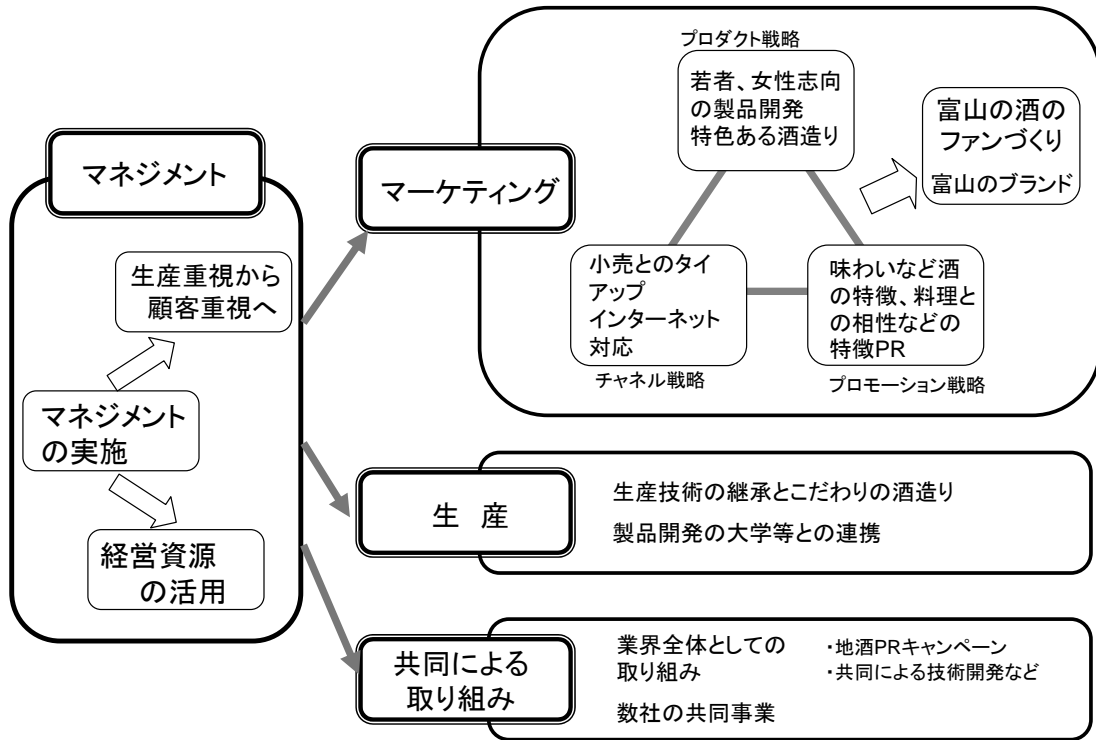 マネジメント
生産重視から
顧客重視へ
マネジメント
の実施
経営資源
の活用
マーケティング
プロダクト戦略
若者、女性志向
の製品開発
特色ある酒造り
富山の酒の
ファンづくり
富山のブランド
小売とのタイ
アップ
インターネット
対応
チャネル戦略
味わいなど酒
の特徴、料理と
の相性などの
特徴PR
プロモーション戦略
生 産
生産技術の継承とこだわりの酒造り
製品開発の大学等との連携
共同による
取り組み
業界全体としての
取り組み
・地酒PRキャンペーン
・共同による技術開発など
数社の共同事業